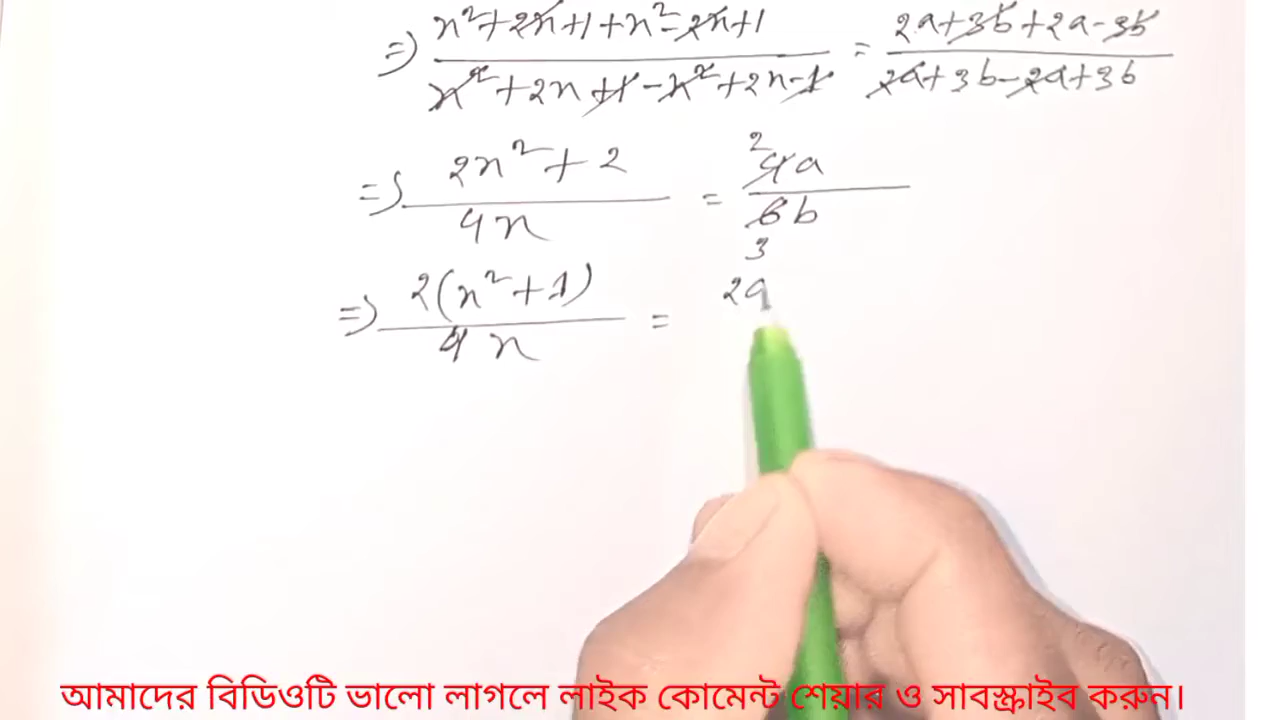 => x²+2x+1+x²-2x+1 / x²+2x+1-x²+2x-1 = 2a+3b+2a-3b / 2a+3b-2a+3b
2
=> 2x²+2 / 4x = 4a / 6b
3
=> 2(x²+1) / 4x = 2a
আমাদের বিডিওটি ভালো লাগলে লাইক কোমেন্ট শেয়ার ও সাবস্ক্রাইব করুন।